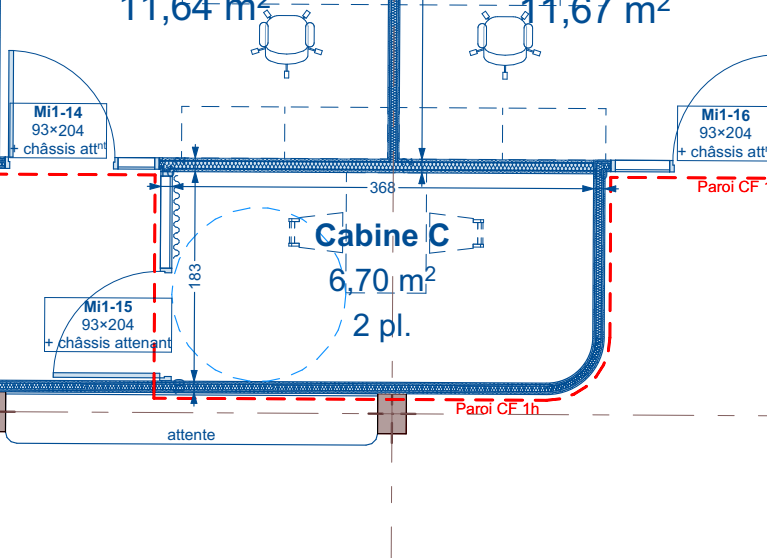 11,64 m²
11,67 m²
Mi1-14
93×204
+ châssis attⁿᵗ
Mi1-16
93×204
+ châssis att
Paroi CF 1
368
Cabine C
6,70 m²
2 pl.
183
Mi1-15
93×204
+ châssis attenant
Paroi CF 1h
attente